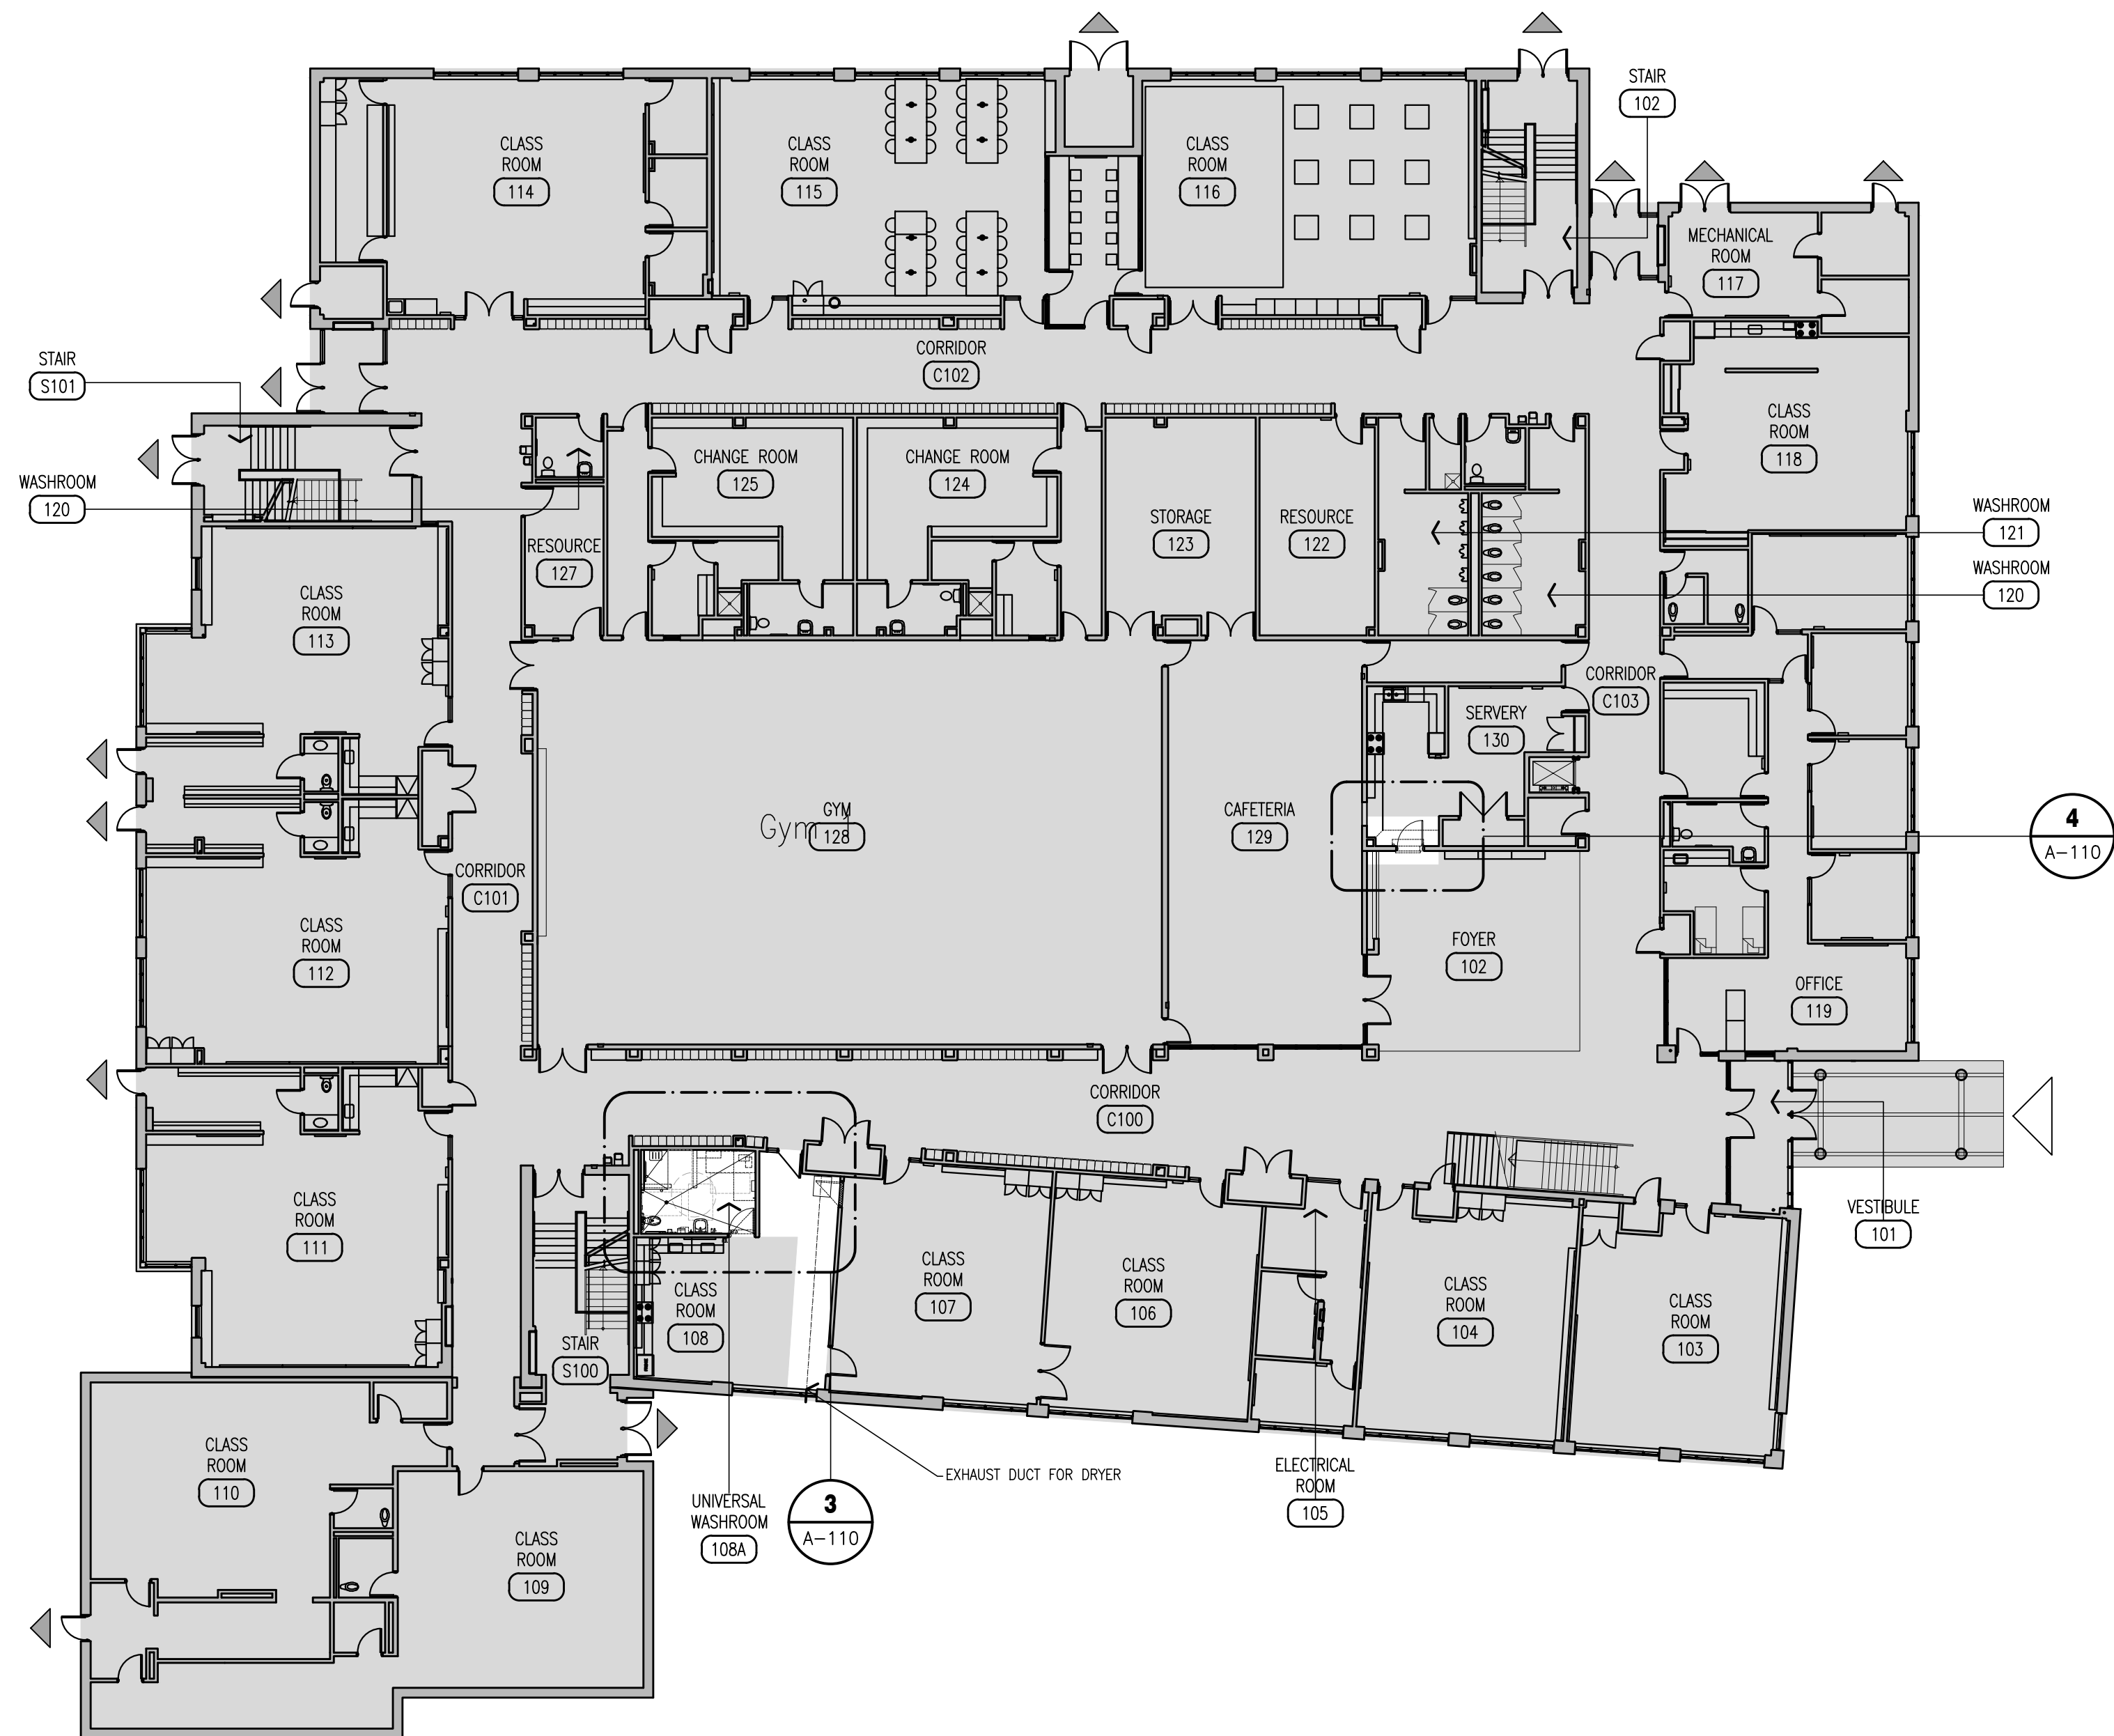 STAIR
102
CLASS
ROOM
114
CLASS
ROOM
115
CLASS
ROOM
116
MECHANICAL
ROOM
117
STAIR
S101
CORRIDOR
C102
CLASS
ROOM
118
WASHROOM
120
CHANGE ROOM
125
CHANGE ROOM
124
STORAGE
123
RESOURCE
122
WASHROOM
121
RESOURCE
127
WASHROOM
120
CLASS
ROOM
113
CORRIDOR
C103
SERVERY
130
GYM
128
Gym 1
CAFETERIA
129
4
A-110
CORRIDOR
C101
CLASS
ROOM
112
FOYER
102
OFFICE
119
CORRIDOR
C100
VESTIBULE
101
CLASS
ROOM
111
CLASS
ROOM
107
CLASS
ROOM
106
CLASS
ROOM
104
CLASS
ROOM
103
CLASS
ROOM
108
STAIR
S100
CLASS
ROOM
110
EXHAUST DUCT FOR DRYER
ELECTRICAL
ROOM
105
UNIVERSAL
WASHROOM
108A
3
A-110
CLASS
ROOM
109